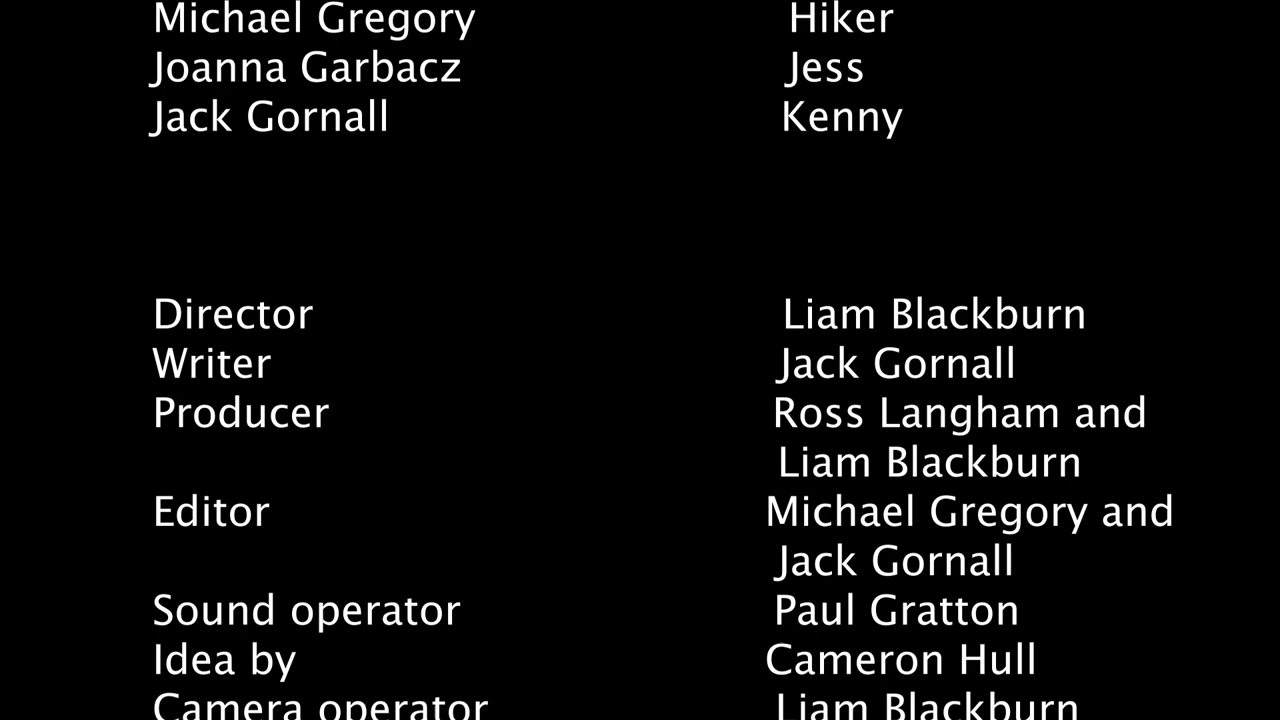 Michael Gregory Hiker
Joanna Garbacz Jess
Jack Gornall Kenny
Director Liam Blackburn
Writer Jack Gornall
Producer Ross Langham and
Liam Blackburn
Editor Michael Gregory and
Jack Gornall
Sound operator Paul Gratton
Idea by Cameron Hull
Camera operator Liam Blackburn